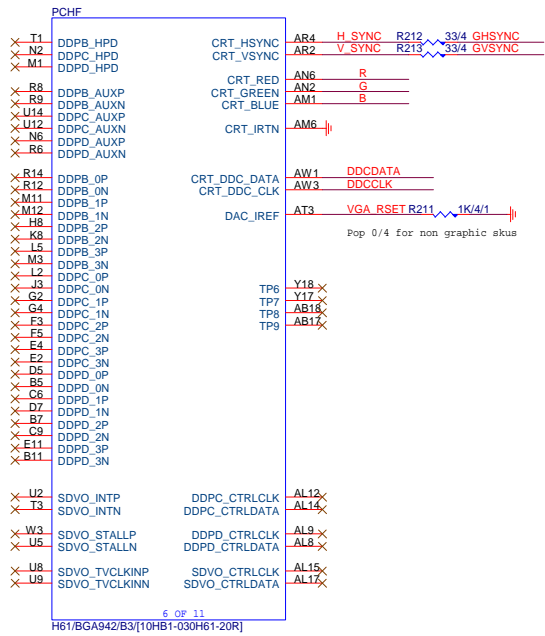 PCHF
T1 DDPB_HPD CRT_HSYNC AR4 H_SYNC R212 33/4 GHSYNC
N2 DDPC_HPD CRT_VSYNC AR2 V_SYNC R213 33/4 GVSYNC
M1 DDPD_HPD
CRT_RED AN6 R
R8 DDPB_AUXP CRT_GREEN AN2 G
R9 DDPB_AUXN CRT_BLUE AM1 B
U14 DDPC_AUXP
U12 DDPC_AUXN CRT_IRTN AM6
N6 DDPD_AUXP
R6 DDPD_AUXN
R14 DDPB_0P CRT_DDC_DATA AW1 DDCDATA
R12 DDPB_0N CRT_DDC_CLK AW3 DDCCLK
M11 DDPB_1P
M12 DDPB_1N DAC_IREF AT3 VGA_RSET R211 1K/4/1
H8 DDPB_2P
K8 DDPB_2N Pop 0/4 for non graphic skus
L5 DDPB_3P
M3 DDPB_3N
L2 DDPC_0P
J3 DDPC_0N TP6 Y18
G2 DDPC_1P TP7 Y17
G4 DDPC_1N TP8 AB18
F3 DDPC_2P TP9 AB17
F5 DDPC_2N
E4 DDPC_3P
E2 DDPC_3N
D5 DDPD_0P
B5 DDPD_0N
C6 DDPD_1P
D7 DDPD_1N
B7 DDPD_2P
C9 DDPD_2N
E11 DDPD_3P
B11 DDPD_3N
U2 SDVO_INTP DDPC_CTRLCLK AL12
T3 SDVO_INTN DDPC_CTRLDATA AL14
W3 SDVO_STALLP DDPD_CTRLCLK AL9
U5 SDVO_STALLN DDPD_CTRLDATA AL8
U8 SDVO_TVCLKINP SDVO_CTRLCLK AL15
U9 SDVO_TVCLKINN SDVO_CTRLDATA AL17
6 OF 11
H61/BGA942/B3/[10HB1-030H61-20R]